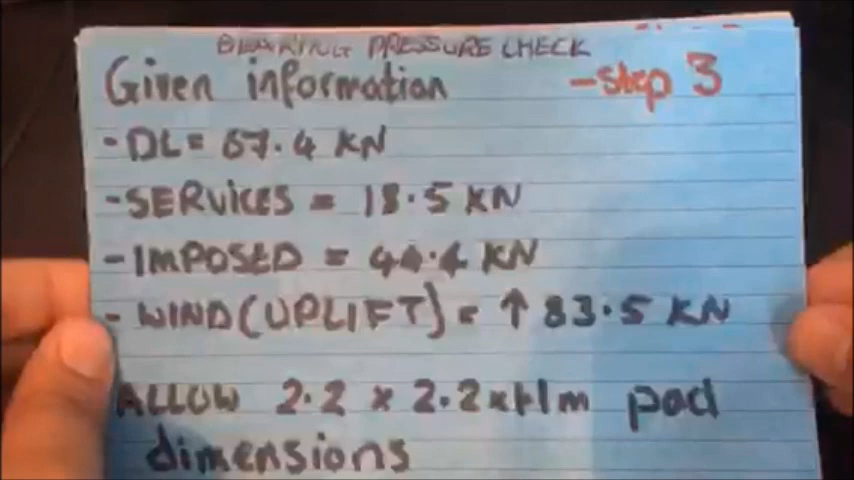 BEARING PRESSURE CHECK
Given information -step 3
- DL = 67.4 KN
- SERVICES = 18.5 KN
- IMPOSED = 44.4 KN
- WIND(UPLIFT) = ↑ 83.5 KN
ALLOW 2.2 x 2.2 x 1.1m pad
dimensions